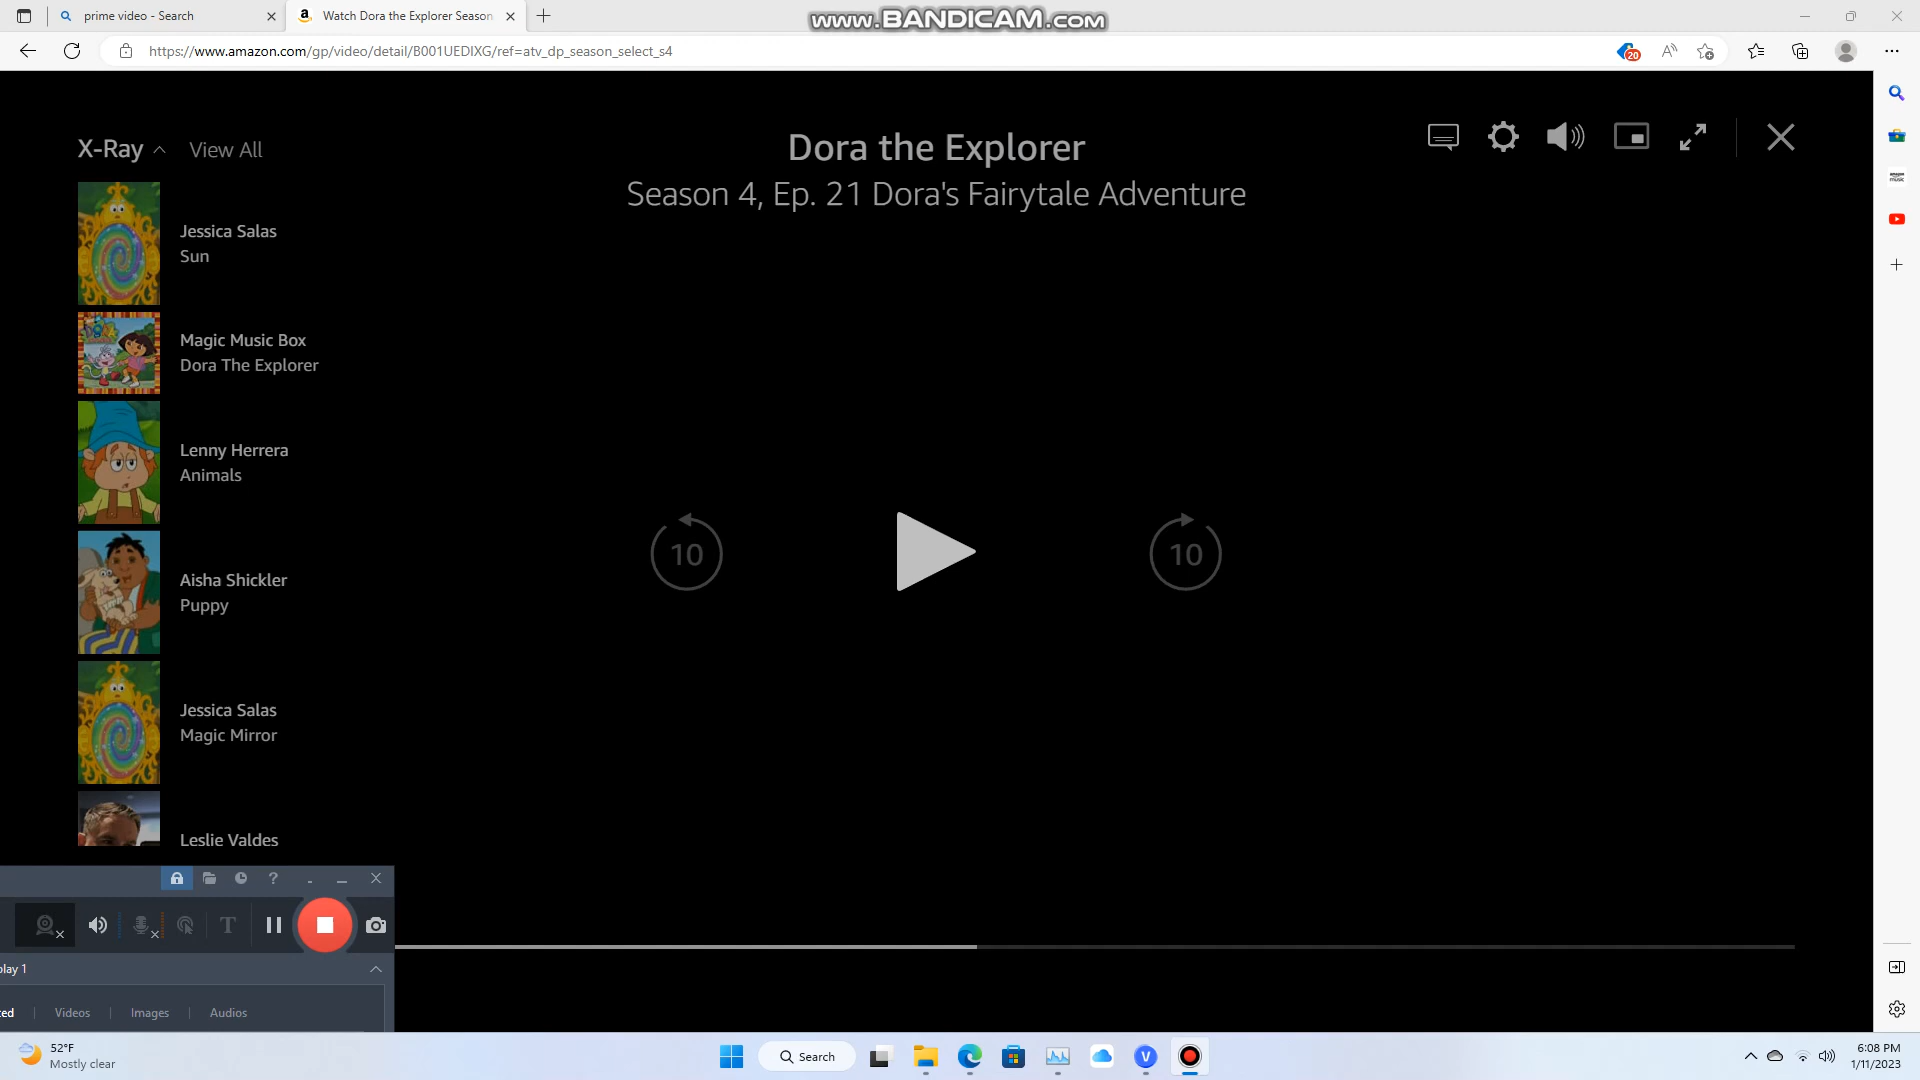 prime video - Search
Watch Dora the Explorer Season
www.BANDICAM.com
https://www.amazon.com/gp/video/detail/B001UEDIXG/ref=atv_dp_season_select_s4
20
X-Ray
View All
Dora the Explorer
Season 4, Ep. 21 Dora's Fairytale Adventure
Jessica Salas
Sun
Magic Music Box
Dora The Explorer
Lenny Herrera
Animals
Aisha Shickler
Puppy
Jessica Salas
Magic Mirror
Leslie Valdes
10
10
play 1
ted
Videos
Images
Audios
52°F
Mostly clear
Search
6:08 PM
1/11/2023